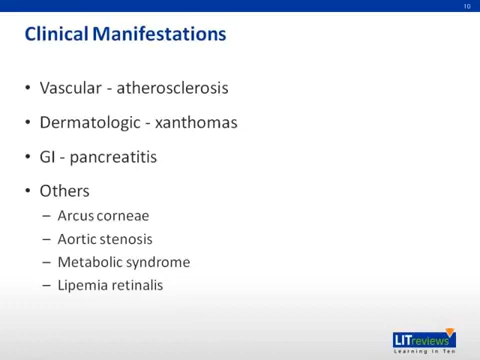 10
Clinical Manifestations
• Vascular - atherosclerosis
• Dermatologic - xanthomas
• GI - pancreatitis
• Others
– Arcus corneae
– Aortic stenosis
– Metabolic syndrome
– Lipemia retinalis
LITreviews
Learning in Ten